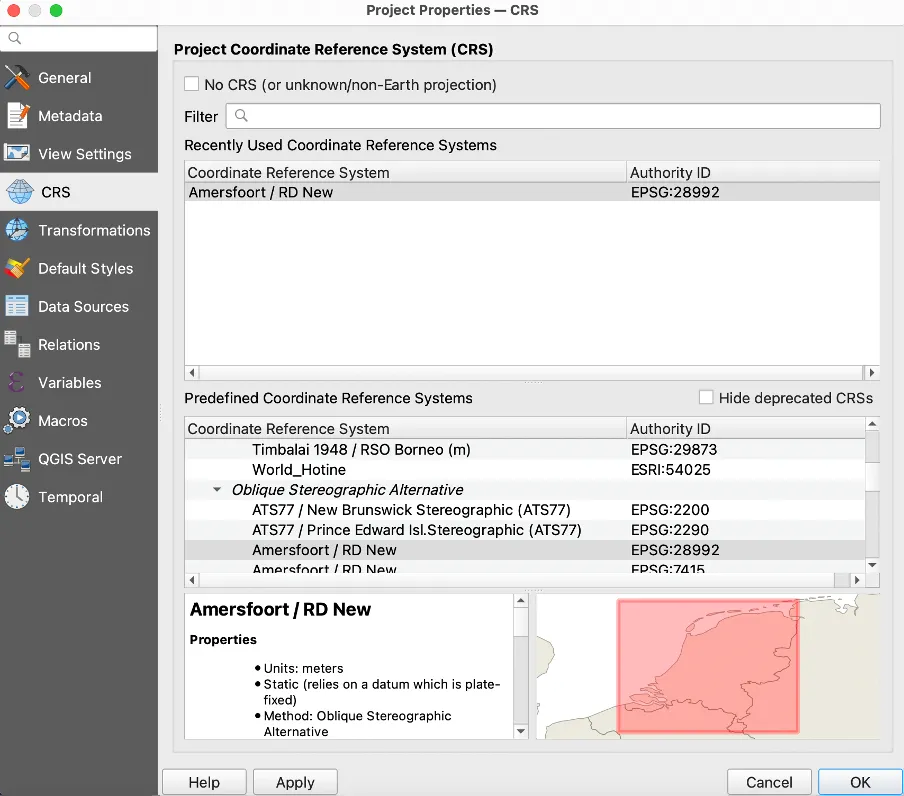 Project Properties — CRS
General
Metadata
View Settings
CRS
Transformations
Default Styles
Data Sources
Relations
Variables
Macros
QGIS Server
Temporal
Project Coordinate Reference System (CRS)
No CRS (or unknown/non-Earth projection)
Filter
Recently Used Coordinate Reference Systems
Coordinate Reference System Authority ID
Amersfoort / RD New EPSG:28992
Predefined Coordinate Reference Systems Hide deprecated CRSs
Coordinate Reference System Authority ID
Timbalai 1948 / RSO Borneo (m) EPSG:29873
World_Hotine ESRI:54025
Oblique Stereographic Alternative
ATS77 / New Brunswick Stereographic (ATS77) EPSG:2200
ATS77 / Prince Edward Isl.Stereographic (ATS77) EPSG:2290
Amersfoort / RD New EPSG:28992
Amersfoort / RD New EPSG:7415
Amersfoort / RD New
Properties
• Units: meters
• Static (relies on a datum which is plate-
fixed)
• Method: Oblique Stereographic
Alternative
Help Apply Cancel OK